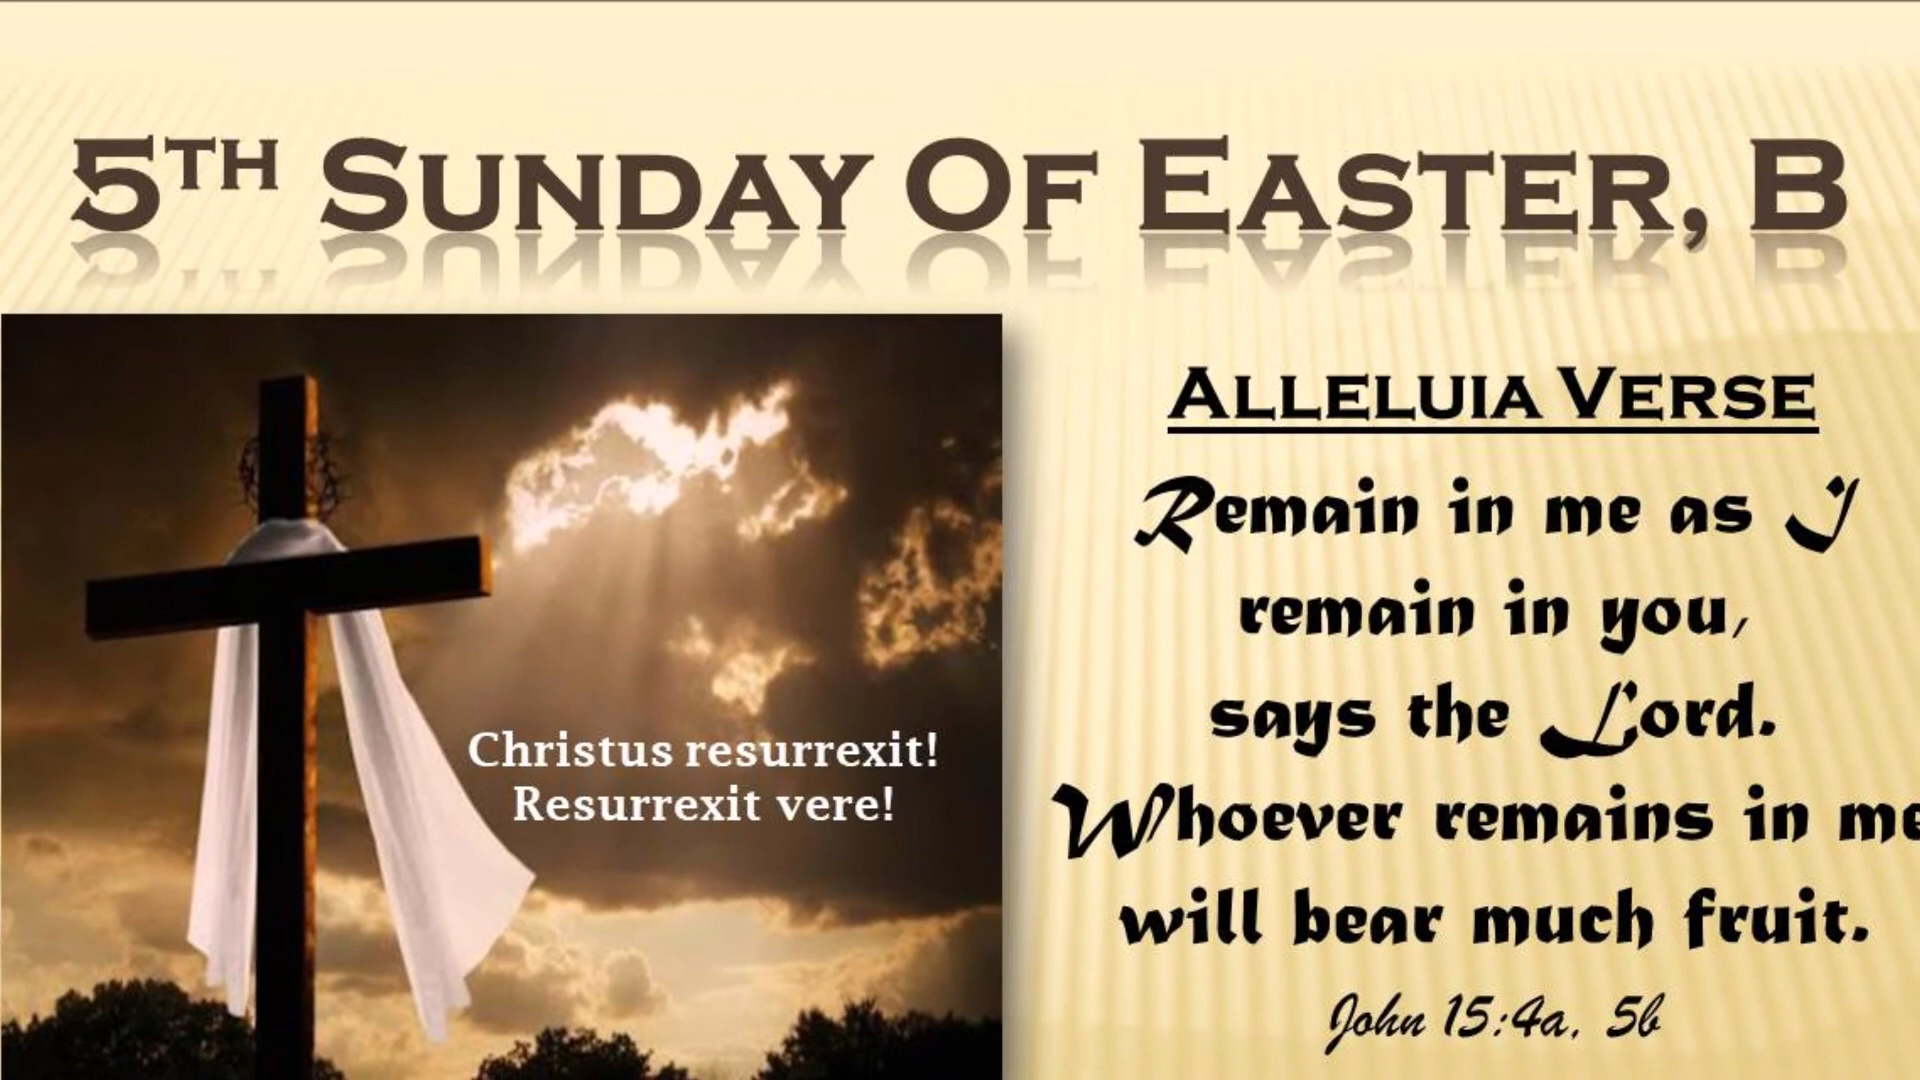 5TH SUNDAY OF EASTER, B
Christus resurrexit!
Resurrexit vere!
ALLELUIA VERSE
Remain in me as I
remain in you,
says the Lord.
Whoever remains in me
will bear much fruit.
John 15:4a, 5b